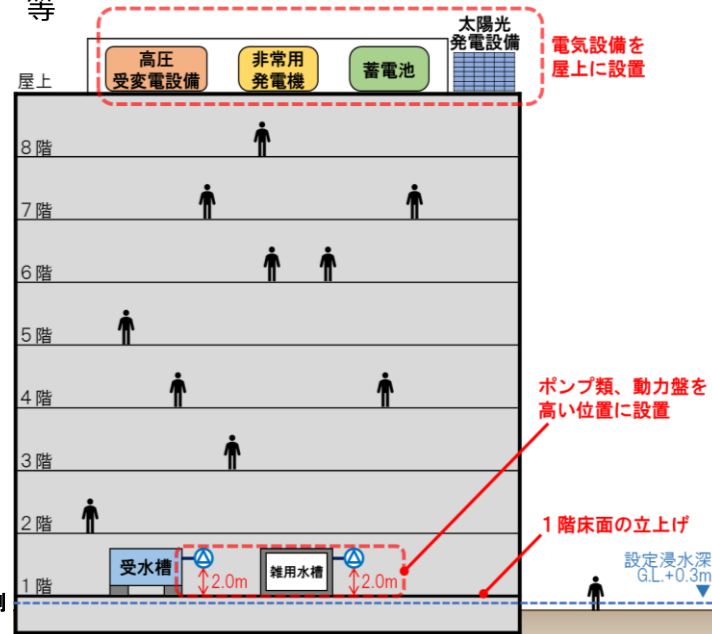 等
太陽光
発電設備
電気設備を
屋上に設置
高圧
受変電設備
非常用
発電機
蓄電池
屋上
8階
7階
6階
5階
4階
ポンプ類、動力盤を
高い位置に設置
3階
2階
1階床面の立上げ
受水槽
2.0m
雑用水槽
2.0m
設定浸水深
G.L.+0.3m
1階